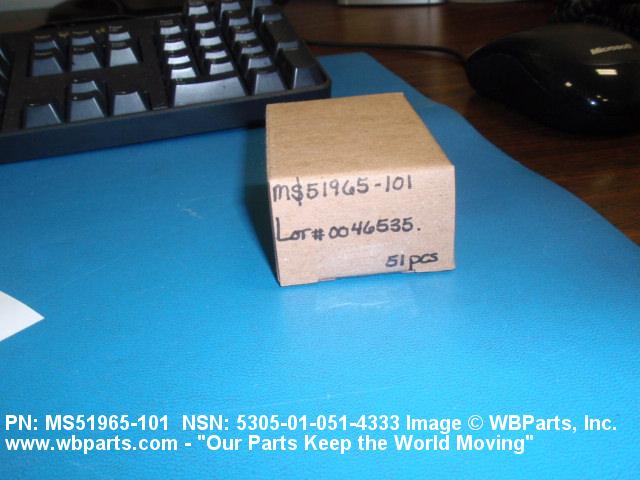 Microsoft
MS51965-101
Lot#0046535.
51pcs
PN: MS51965-101 NSN: 5305-01-051-4333 Image © WBParts, Inc.
www.wbparts.com - "Our Parts Keep the World Moving"